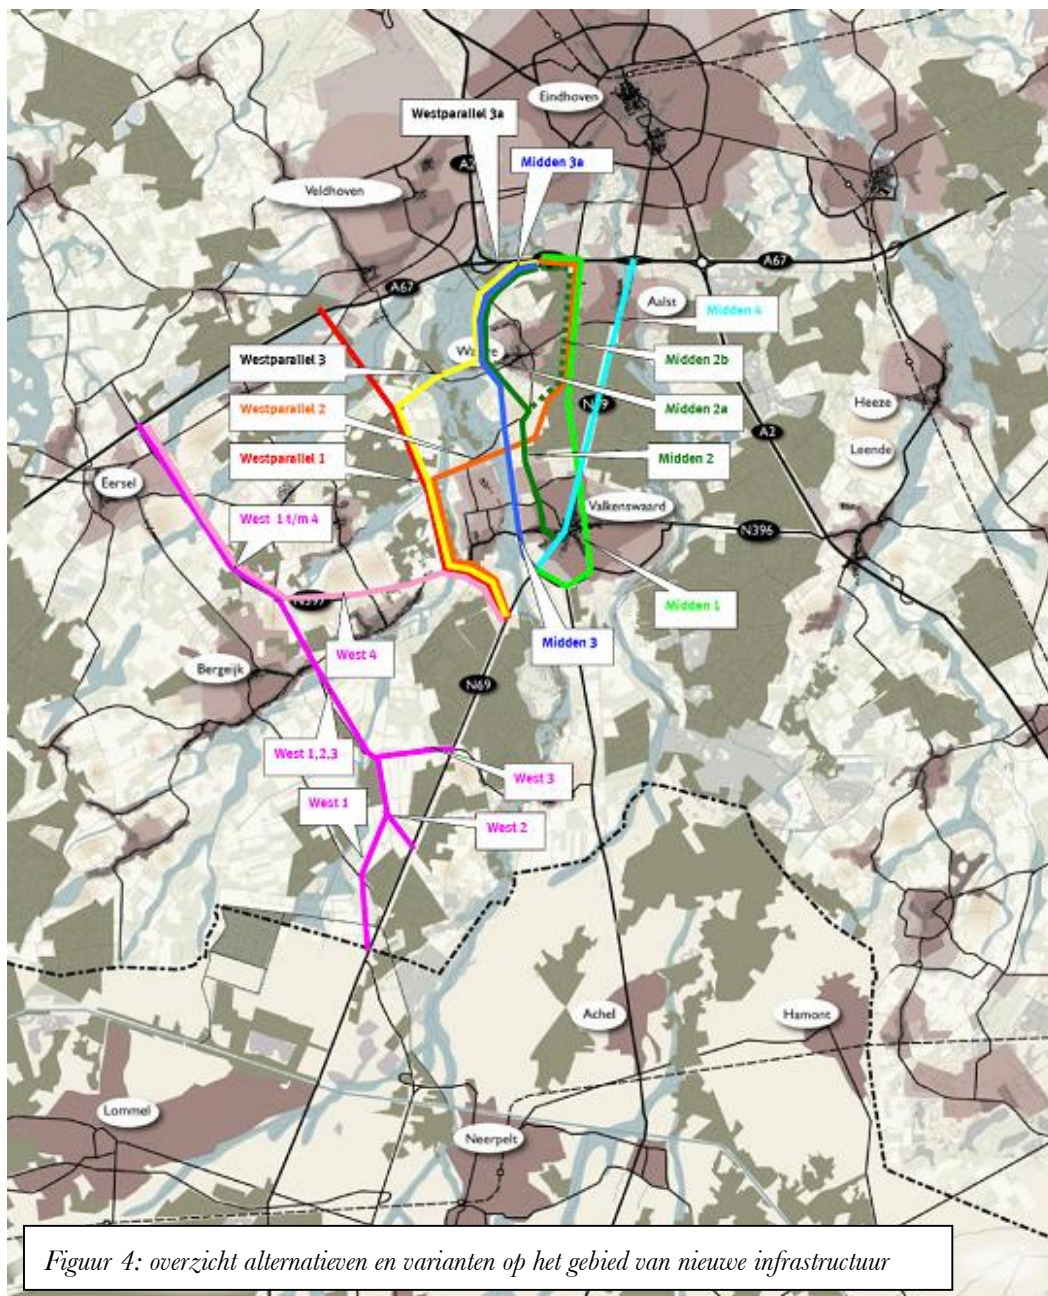 Eindhoven
Westparallel 3a
Midden 3a
Veldhoven
A67
A67
Aalst
Midden 4
Westparallel 3
Midden 2b
Westparallel 2
Midden 2a
Heeze
A2
Westparallel 1
Midden 2
Leende
Eersel
Valkenswaard
West 1 t/m 4
N396
Midden 1
West 4
Midden 3
Bergeijk
N69
West 1,2,3
West 3
West 1
West 2
Achel
Hamont
Lommel
Neerpelt
Figuur 4: overzicht alternatieven en varianten op het gebied van nieuwe infrastructuur